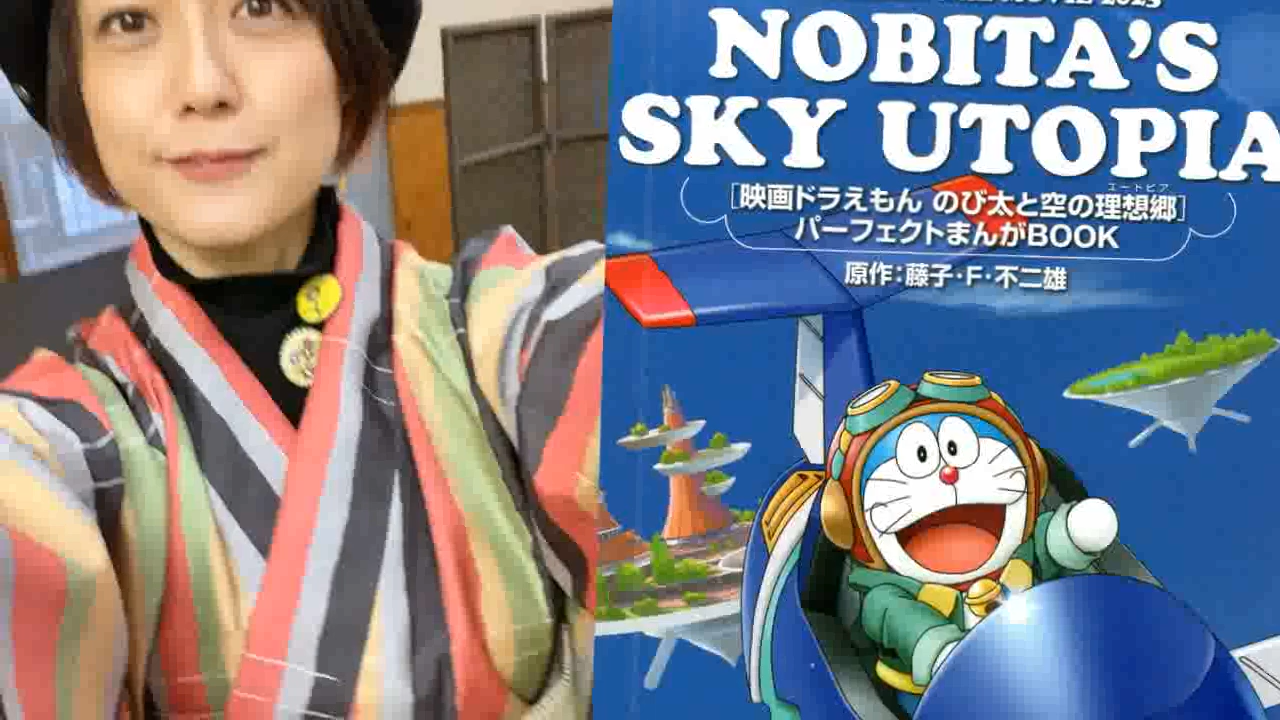 NOBITA'S
SKY UTOPIA
エートピア
[映画ドラえもん のび太と空の理想郷]
パーフェクトまんがBOOK
原作:藤子・F・不二雄